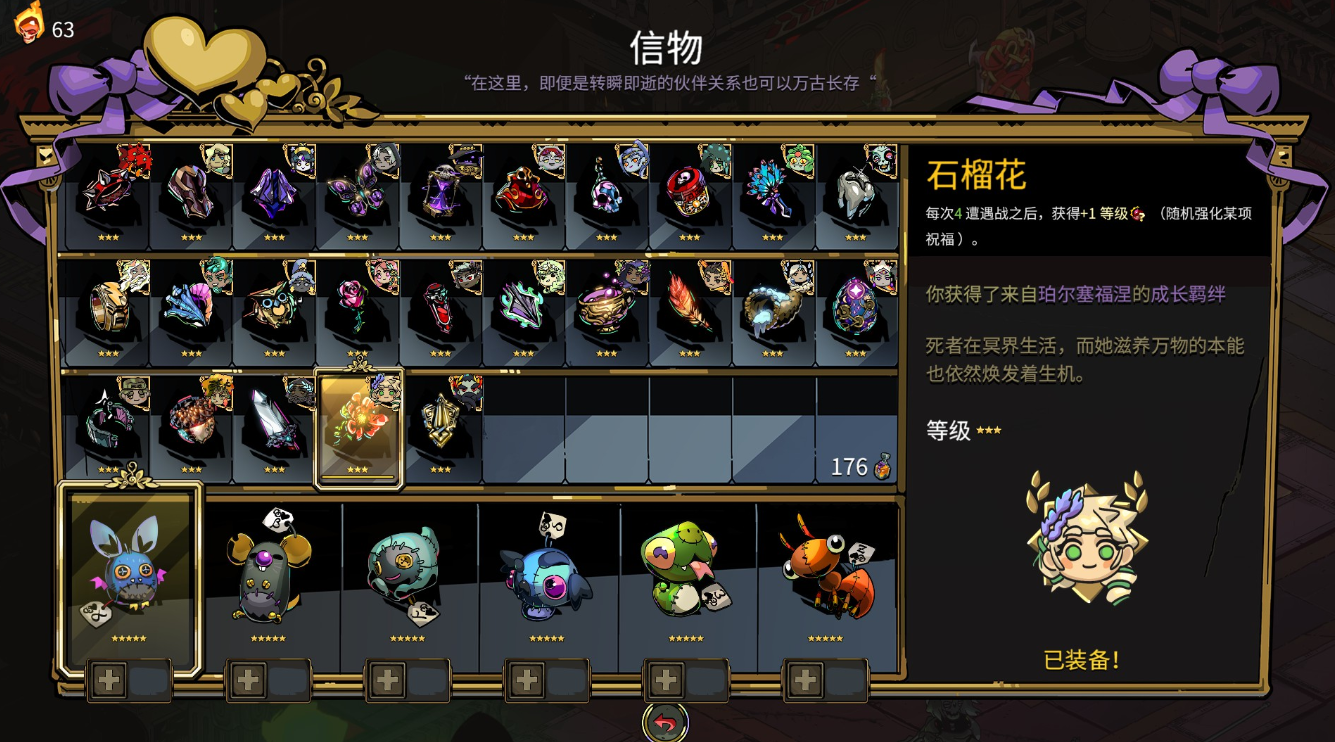 63
信物
“在这里，即便是转瞬即逝的伙伴关系也可以万古长存“
石榴花
每次4 遭遇战之后，获得+1 等级 （随机强化某项
祝福）。
你获得了来自珀尔塞福涅的成长羁绊
死者在冥界生活，而她滋养万物的本能
也依然焕发着生机。
等级
176
已装备！